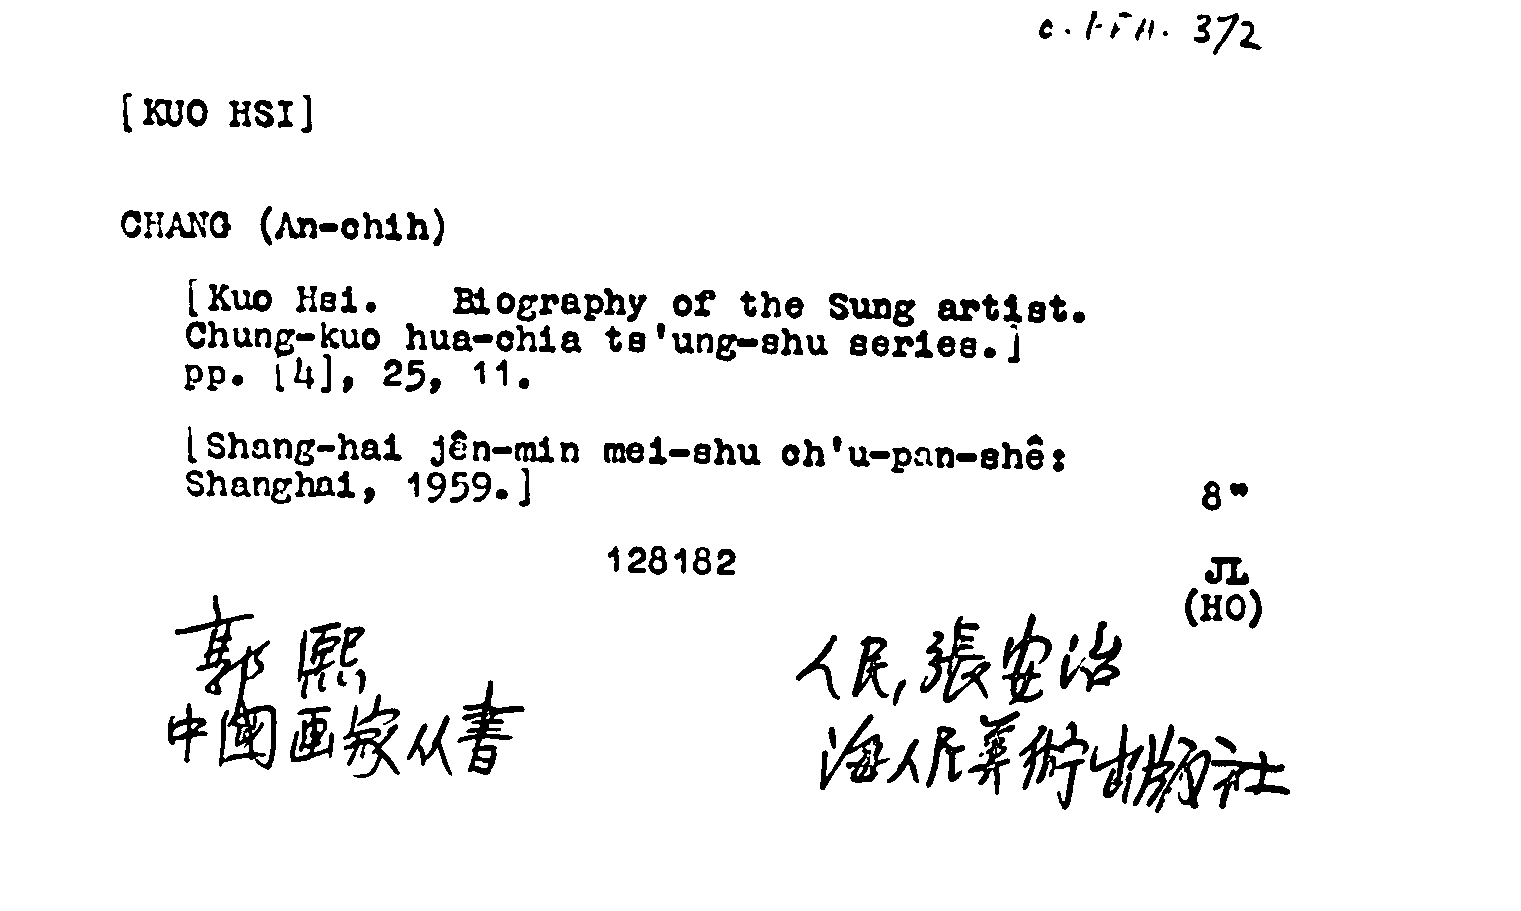 372
[KUO HSI]
CHANG (An-chih)
[Kuo Hsi. Biography of the Sung artist.
Chung-kuo hua-chia ts'ung-shu series.]
pp. [4], 25, 11.
[Shang-hai jên-min mei-shu ch'u-pan-shê:
Shanghai, 1959.]
8"
128182
JL
(HO)
郭熙
人民,張安治
中國画家从書
海人民美術出版社